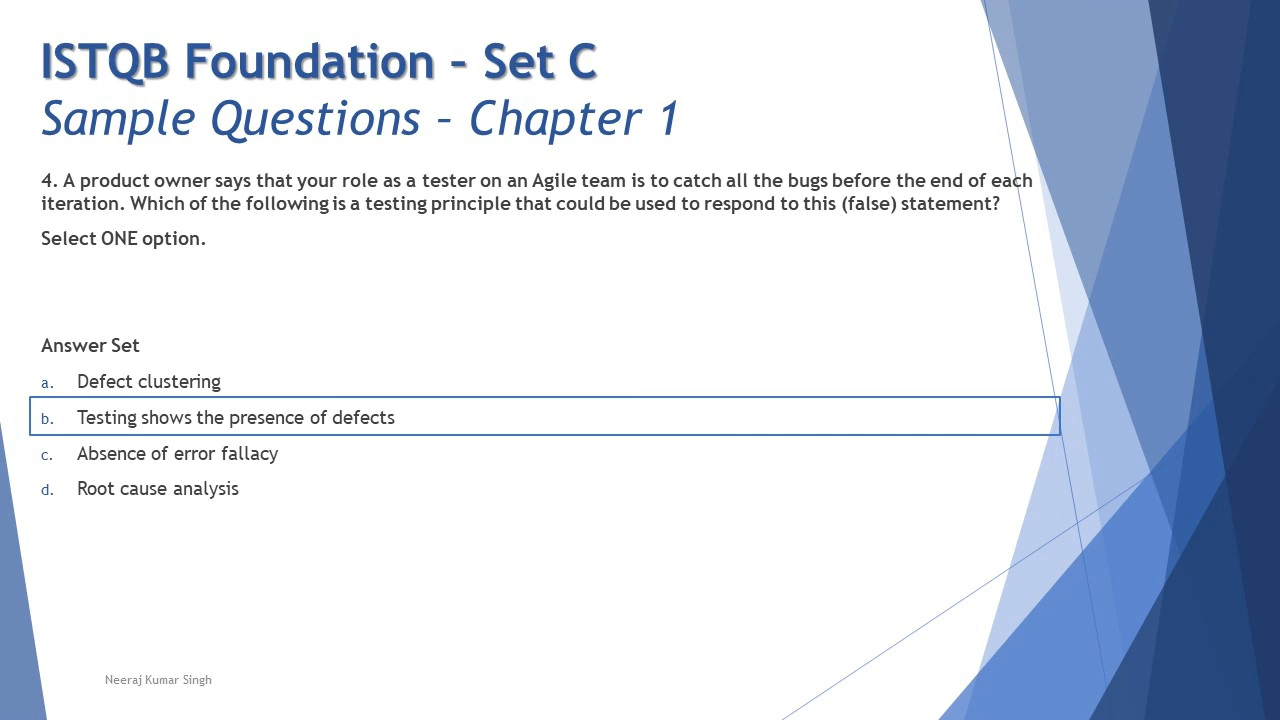 ISTQB Foundation – Set C
Sample Questions – Chapter 1
4. A product owner says that your role as a tester on an Agile team is to catch all the bugs before the end of each
iteration. Which of the following is a testing principle that could be used to respond to this (false) statement?
Select ONE option.
Answer Set
a. Defect clustering
b. Testing shows the presence of defects
c. Absence of error fallacy
d. Root cause analysis
Neeraj Kumar Singh